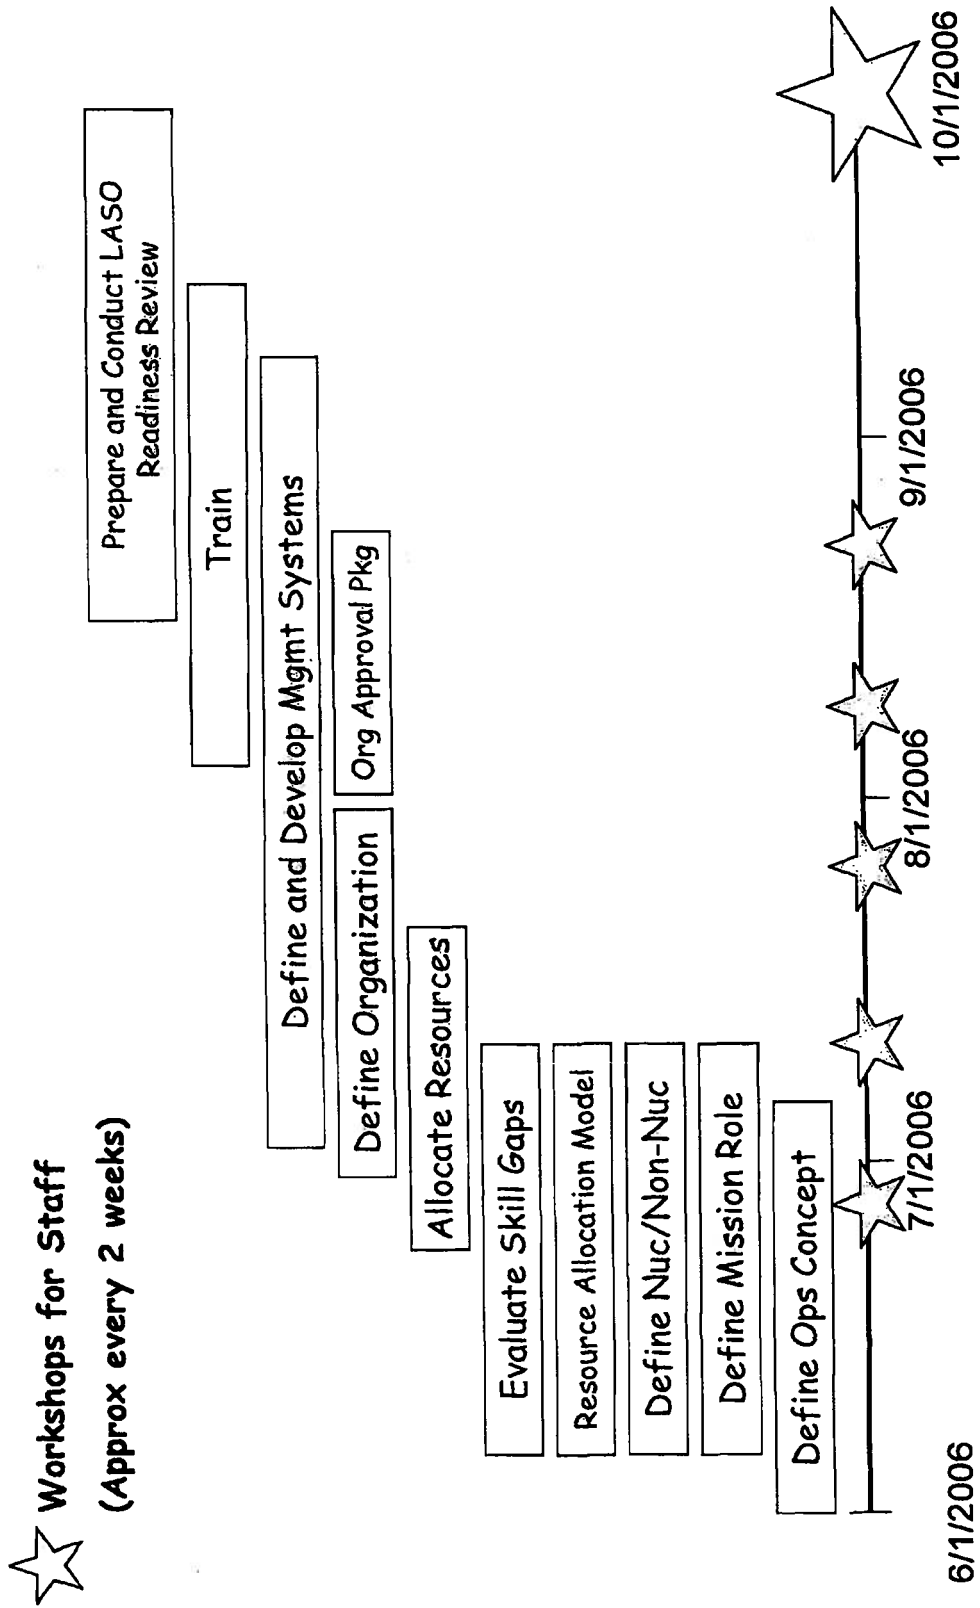 Workshops for Staff
(Approx every 2 weeks)
Prepare and Conduct LASO
Readiness Review
Train
Define and Develop Mgmt Systems
Define Organization
Org Approval Pkg
Allocate Resources
Evaluate Skill Gaps
Resource Allocation Model
Define Nuc/Non-Nuc
Define Mission Role
Define Ops Concept
6/1/2006
7/1/2006
8/1/2006
9/1/2006
10/1/2006